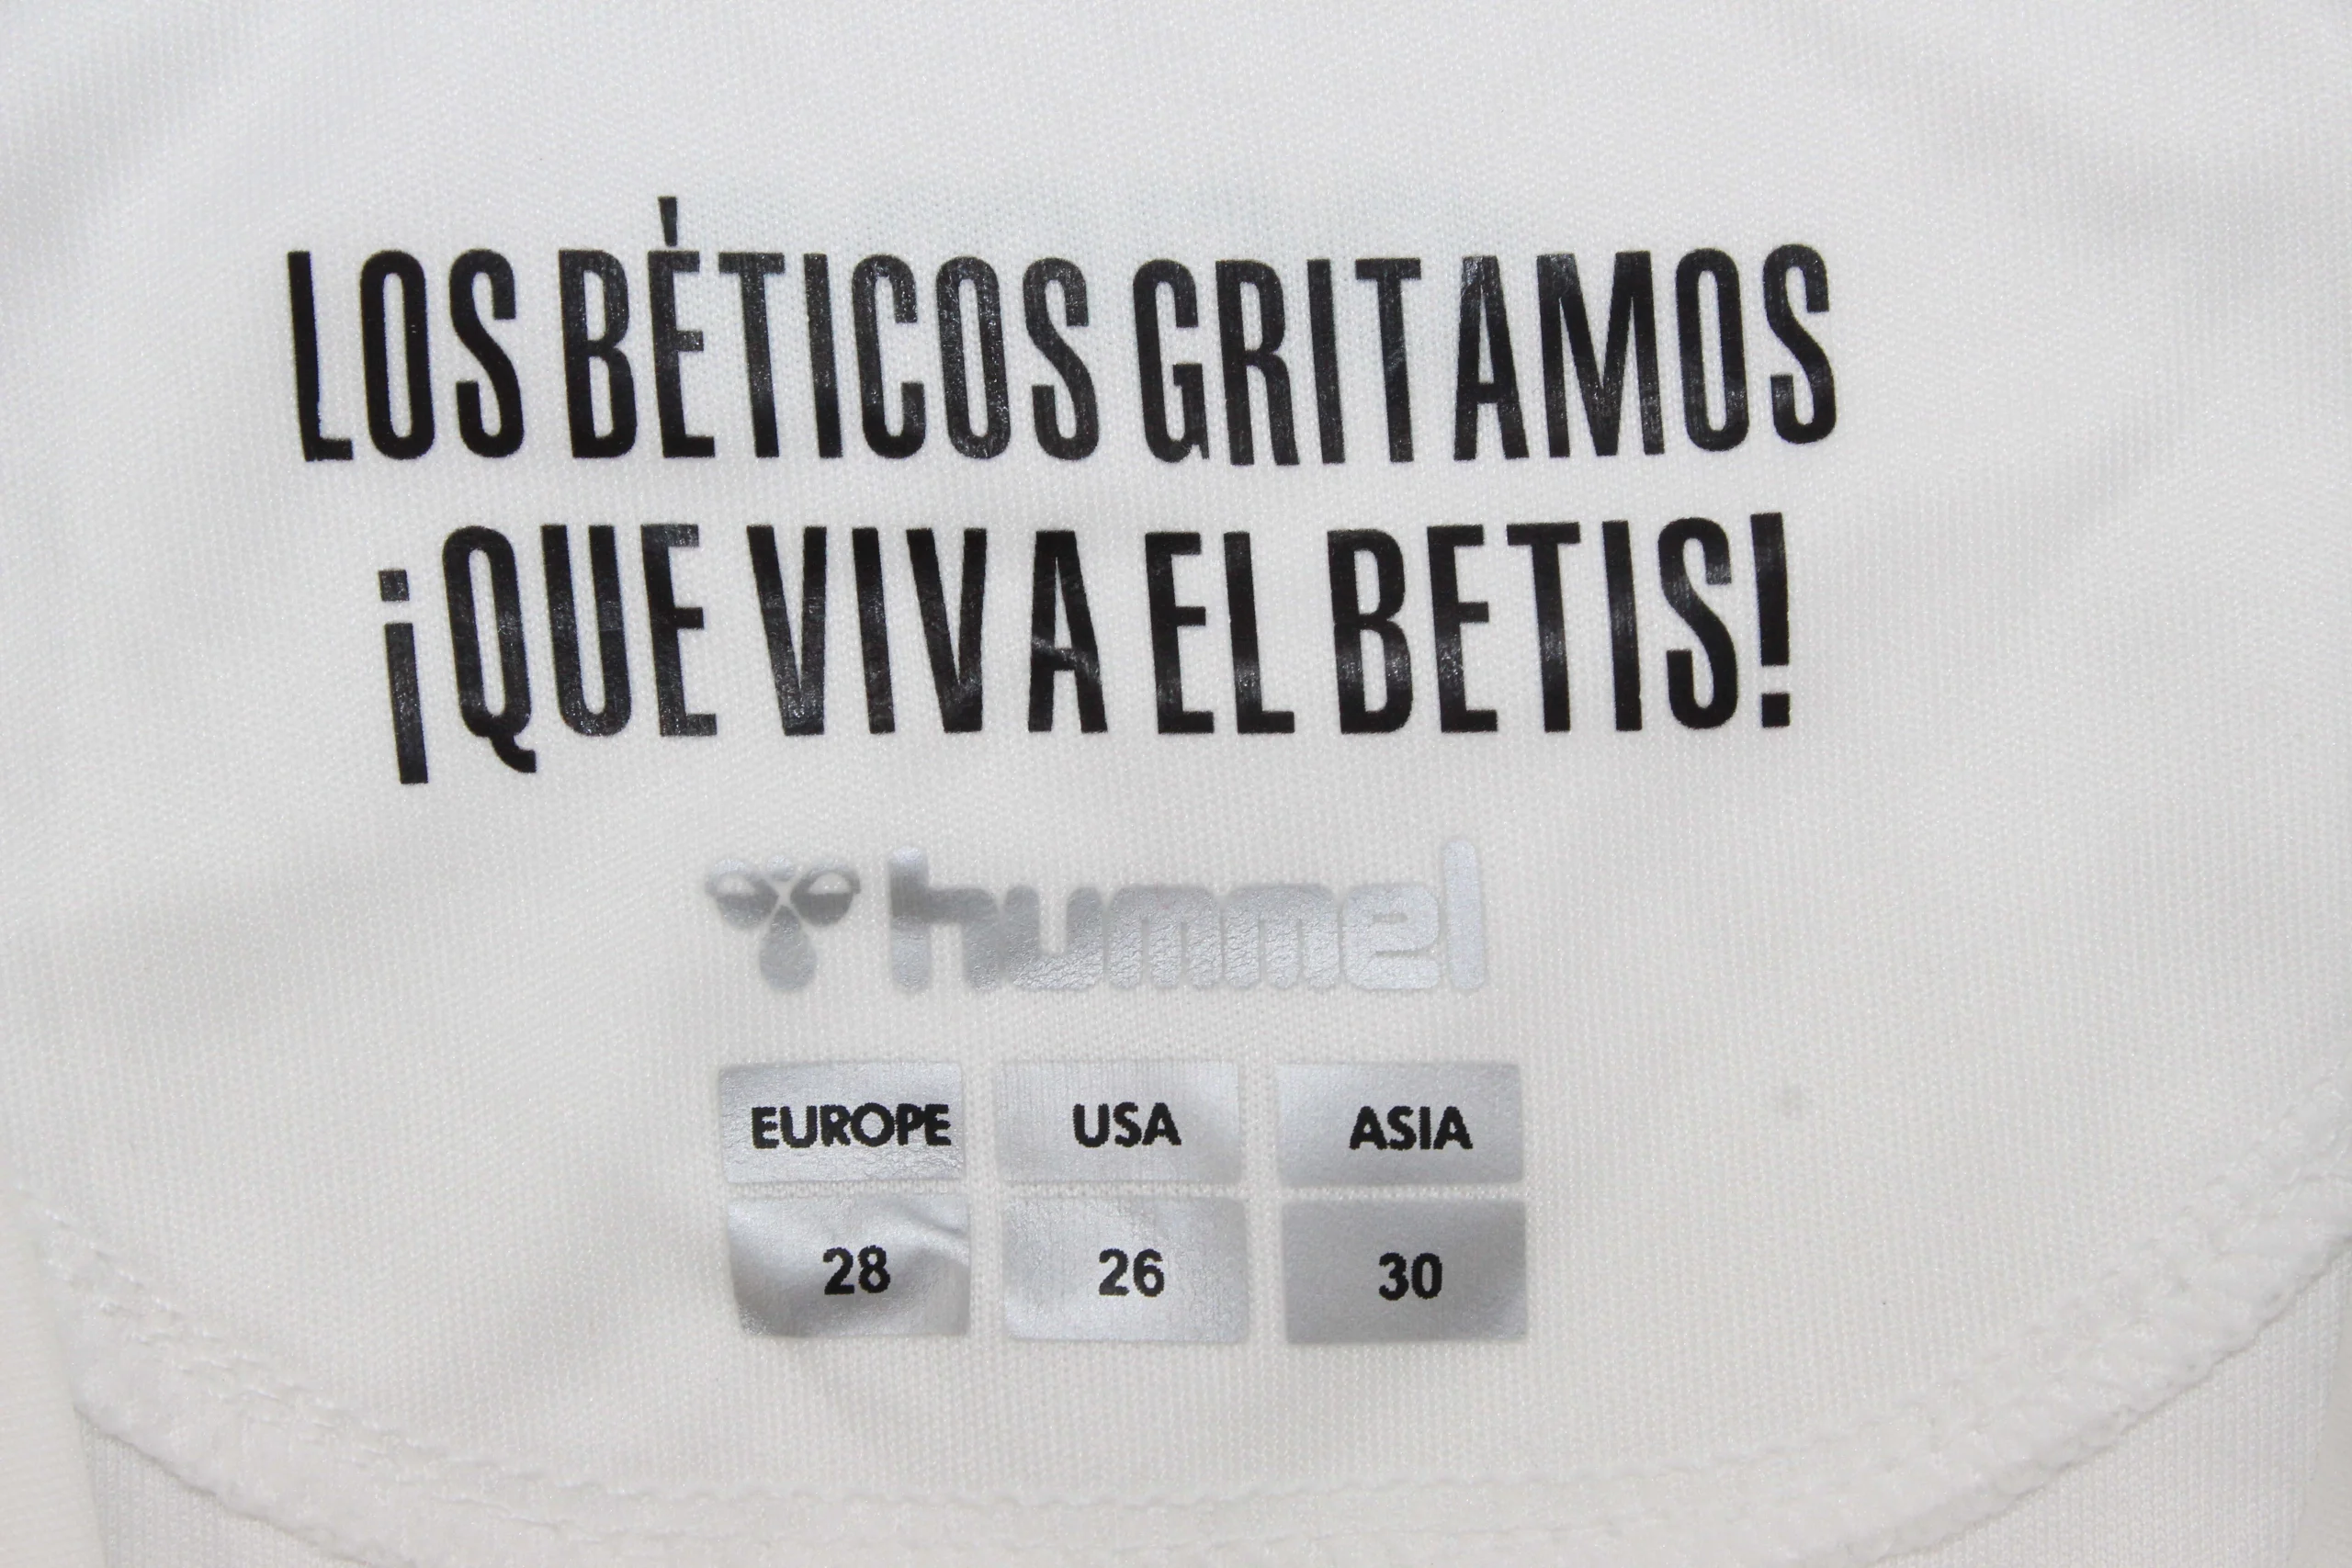 LOS BÉTICOS GRITAMOS
¡QUE VIVA EL BETIS!
hummel
EUROPE USA ASIA
28 26 30